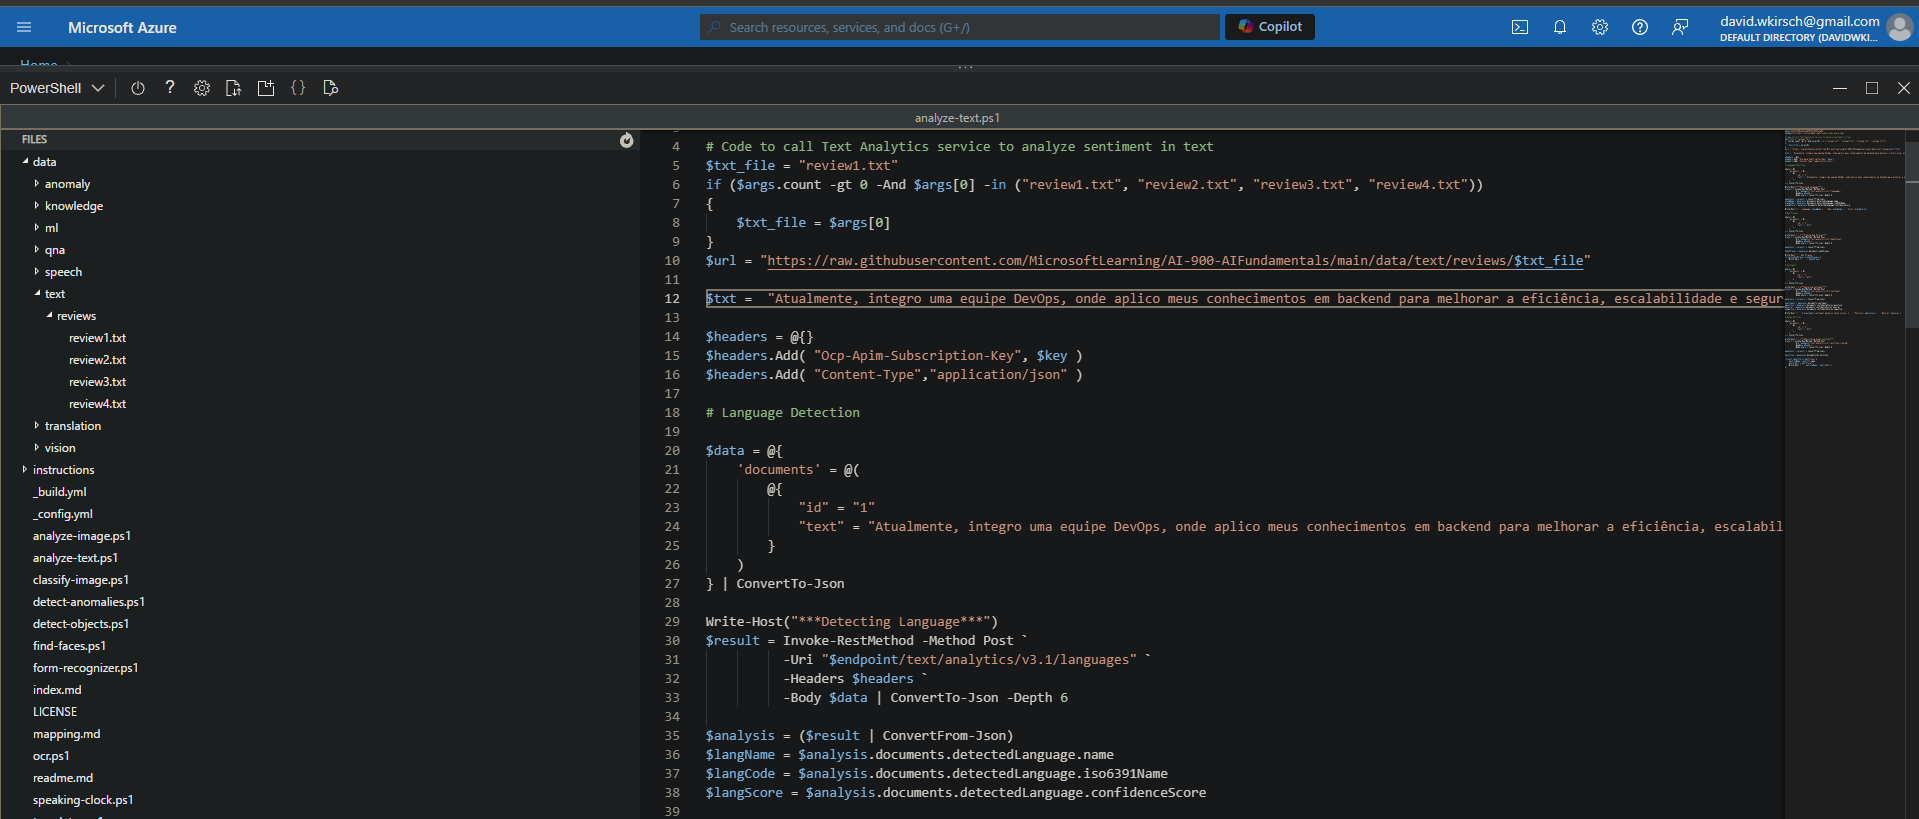 Microsoft Azure
Search resources, services, and docs (G+/)
Copilot
david.wkirsch@gmail.com
DEFAULT DIRECTORY (DAVIDWKI...
Home >
PowerShell
analyze-text.ps1
FILES
data
anomaly
knowledge
ml
qna
speech
text
reviews
review1.txt
review2.txt
review3.txt
review4.txt
translation
vision
instructions
_build.yml
_config.yml
analyze-image.ps1
analyze-text.ps1
classify-image.ps1
detect-anomalies.ps1
detect-objects.ps1
find-faces.ps1
form-recognizer.ps1
index.md
LICENSE
mapping.md
ocr.ps1
readme.md
speaking-clock.ps1
4 # Code to call Text Analytics service to analyze sentiment in text
5 $txt_file = "review1.txt"
6 if ($args.count -gt 0 -And $args[0] -in ("review1.txt", "review2.txt", "review3.txt", "review4.txt"))
7 {
8 $txt_file = $args[0]
9 }
10 $url = "https://raw.githubusercontent.com/MicrosoftLearning/AI-900-AIFundamentals/main/data/text/reviews/$txt_file"
11
12 $txt = "Atualmente, integro uma equipe DevOps, onde aplico meus conhecimentos em backend para melhorar a eficiência, escalabilidade e segur
13
14 $headers = @{}
15 $headers.Add( "Ocp-Apim-Subscription-Key", $key )
16 $headers.Add( "Content-Type","application/json" )
17
18 # Language Detection
19
20 $data = @{
21 'documents' = @(
22 @{
23 "id" = "1"
24 "text" = "Atualmente, integro uma equipe DevOps, onde aplico meus conhecimentos em backend para melhorar a eficiência, escalabil
25 }
26 )
27 } | ConvertTo-Json
28
29 Write-Host("***Detecting Language***")
30 $result = Invoke-RestMethod -Method Post `
31 -Uri "$endpoint/text/analytics/v3.1/languages" `
32 -Headers $headers `
33 -Body $data | ConvertTo-Json -Depth 6
34
35 $analysis = ($result | ConvertFrom-Json)
36 $langName = $analysis.documents.detectedLanguage.name
37 $langCode = $analysis.documents.detectedLanguage.iso6391Name
38 $langScore = $analysis.documents.detectedLanguage.confidenceScore
39